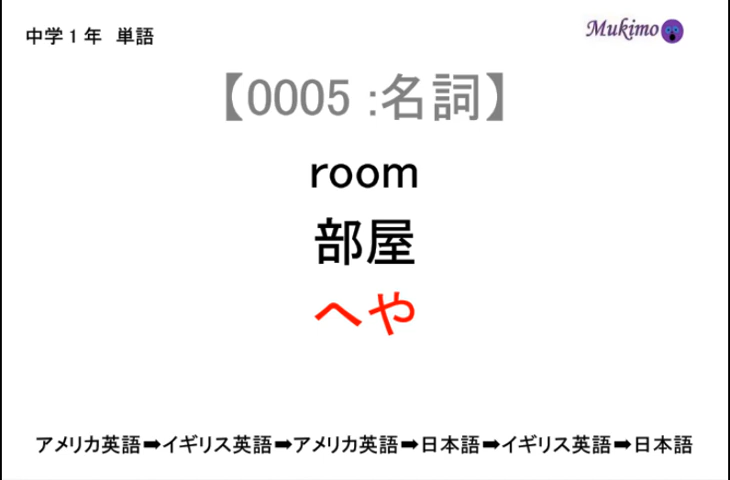 中学１年 単語
Mukimo
【0005 :名詞】
room
部屋
へや
アメリカ英語➡イギリス英語➡アメリカ英語➡日本語➡イギリス英語➡日本語